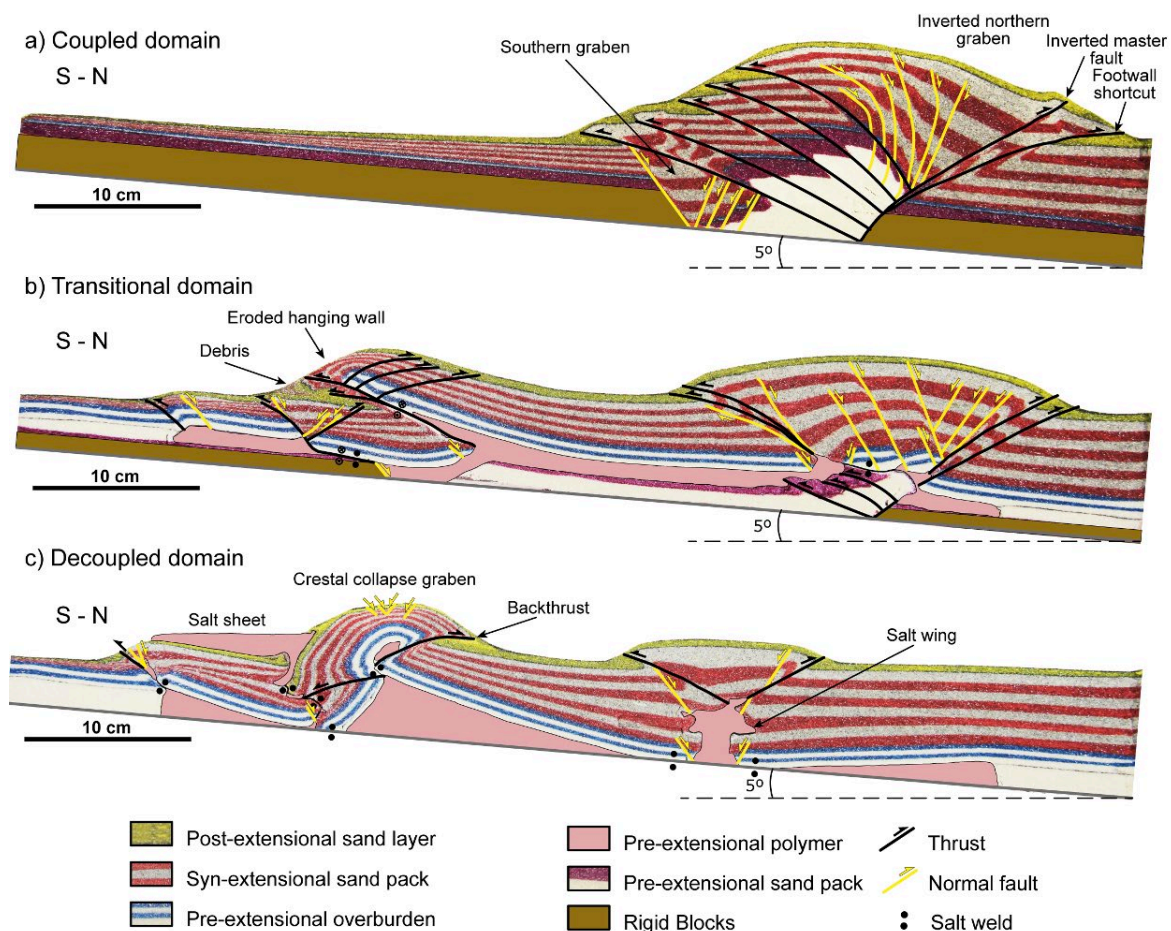 a) Coupled domain
S - N
Southern graben
Inverted northern
graben
Inverted master
fault
Footwall
shortcut
10 cm
5º
b) Transitional domain
S - N
Eroded hanging wall
Debris
10 cm
5º
c) Decoupled domain
S - N
Crestal collapse graben
Salt sheet
Backthrust
Salt wing
10 cm
5º
Post-extensional sand layer
Syn-extensional sand pack
Pre-extensional overburden
Pre-extensional polymer
Pre-extensional sand pack
Rigid Blocks
Thrust
Normal fault
Salt weld